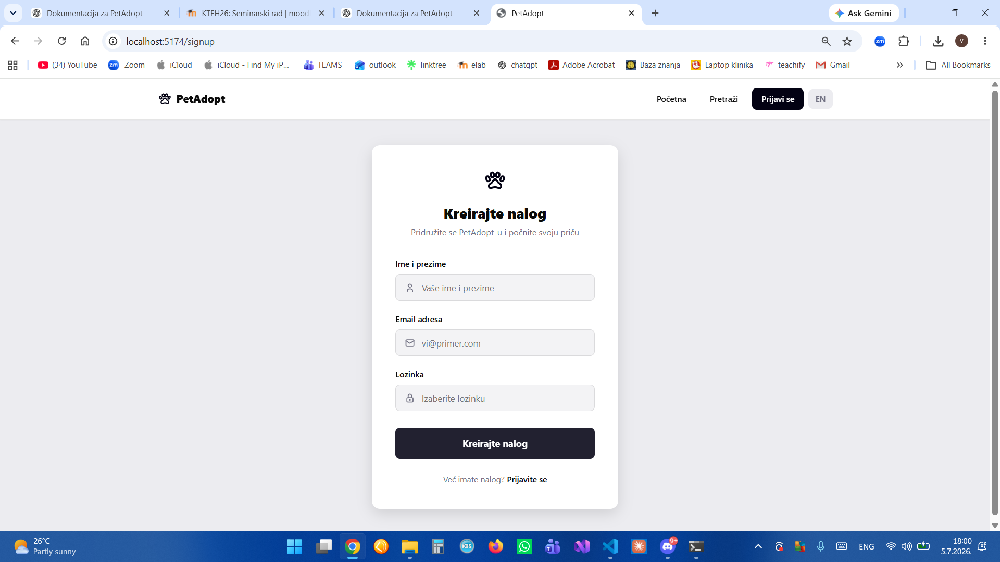 Dokumentacija za PetAdopt
KTEH26: Seminarski rad | mood
Dokumentacija za PetAdopt
PetAdopt
Ask Gemini
localhost:5174/signup
zm
V
(34) YouTube
zm Zoom
iCloud
iCloud - Find My iP...
TEAMS
outlook
linktree
elab
chatgpt
Adobe Acrobat
Baza znanja
Laptop klinika
teachify
Gmail
All Bookmarks
PetAdopt
Početna
Pretraži
Prijavi se
EN
Kreirajte nalog
Pridružite se PetAdopt-u i počnite svoju priču
Ime i prezime
Vaše ime i prezime
Email adresa
vi@primer.com
Lozinka
Izaberite lozinku
Kreirajte nalog
Već imate nalog? Prijavite se
26°C
Partly sunny
9+
ENG
18:00
5.7.2026.